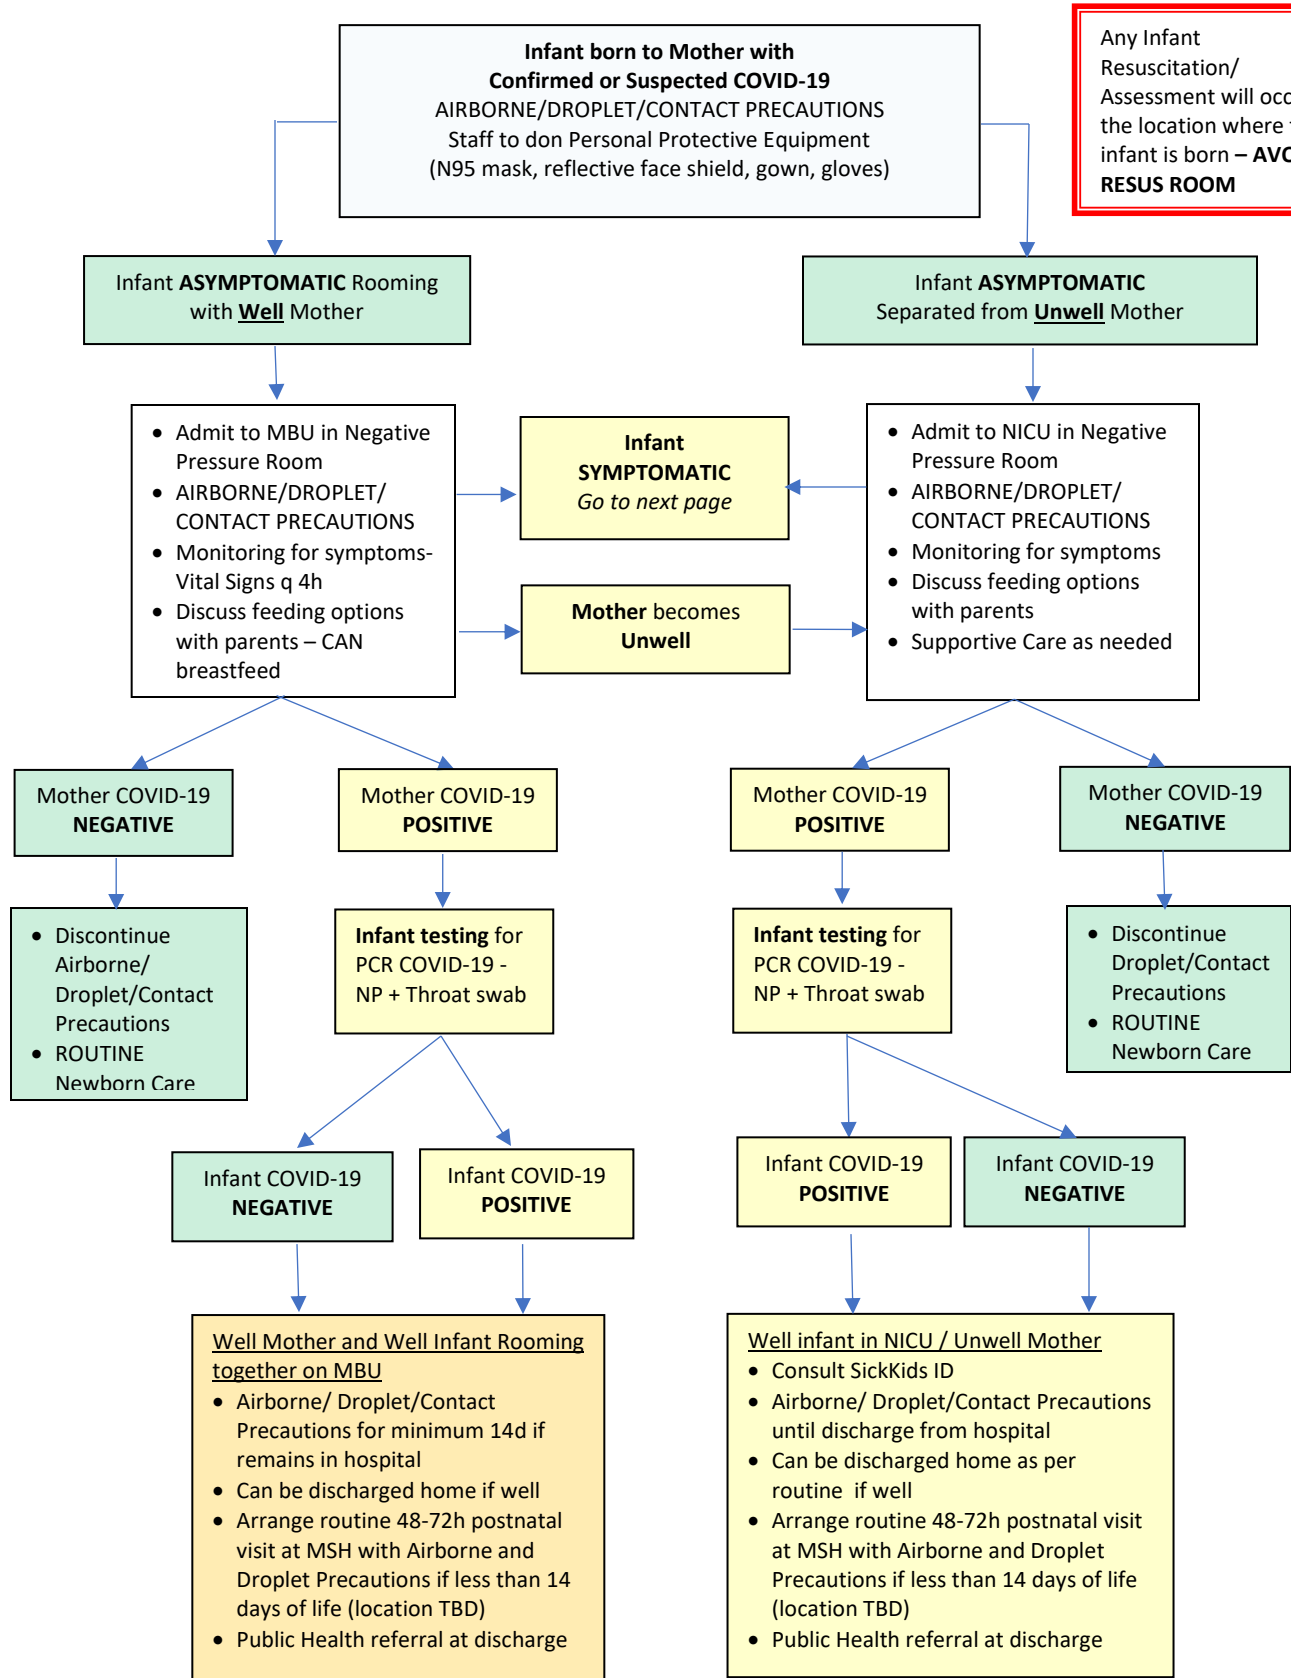 Infant born to Mother with
Confirmed or Suspected COVID-19
AIRBORNE/DROPLET/CONTACT PRECAUTIONS
Staff to don Personal Protective Equipment
(N95 mask, reflective face shield, gown, gloves)
Any Infant
Resuscitation/
Assessment will
the location where
infant is born –
RESUS ROOM
Infant ASYMPTOMATIC Rooming
with Well Mother
Infant ASYMPTOMATIC
Separated from Unwell Mother
• Admit to MBU in Negative
Pressure Room
• AIRBORNE/DROPLET/
CONTACT PRECAUTIONS
• Monitoring for symptoms-
Vital Signs q 4h
• Discuss feeding options
with parents – CAN
breastfeed
Infant
SYMPTOMATIC
Go to next page
Mother becomes
Unwell
• Admit to NICU in Negative
Pressure Room
• AIRBORNE/DROPLET/
CONTACT PRECAUTIONS
• Monitoring for symptoms
• Discuss feeding options
with parents
• Supportive Care as needed
Mother COVID-19
NEGATIVE
Mother COVID-19
POSITIVE
Mother COVID-19
POSITIVE
Mother COVID-19
NEGATIVE
• Discontinue
Airborne/
Droplet/Contact
Precautions
• ROUTINE
Newborn Care
Infant testing for
PCR COVID-19 -
NP + Throat swab
Infant testing for
PCR COVID-19 -
NP + Throat swab
• Discontinue
Droplet/Contact
Precautions
• ROUTINE
Newborn Care
Infant COVID-19
NEGATIVE
Infant COVID-19
POSITIVE
Infant COVID-19
POSITIVE
Infant COVID-19
NEGATIVE
Well Mother and Well Infant Rooming
together on MBU
• Airborne/ Droplet/Contact
Precautions for minimum 14d if
remains in hospital
• Can be discharged home if well
• Arrange routine 48-72h postnatal
visit at MSH with Airborne and
Droplet Precautions if less than 14
days of life (location TBD)
• Public Health referral at discharge
Well infant in NICU / Unwell Mother
• Consult SickKids ID
• Airborne/ Droplet/Contact Precautions
until discharge from hospital
• Can be discharged home as per
routine if well
• Arrange routine 48-72h postnatal visit
at MSH with Airborne and Droplet
Precautions if less than 14 days of life
(location TBD)
• Public Health referral at discharge